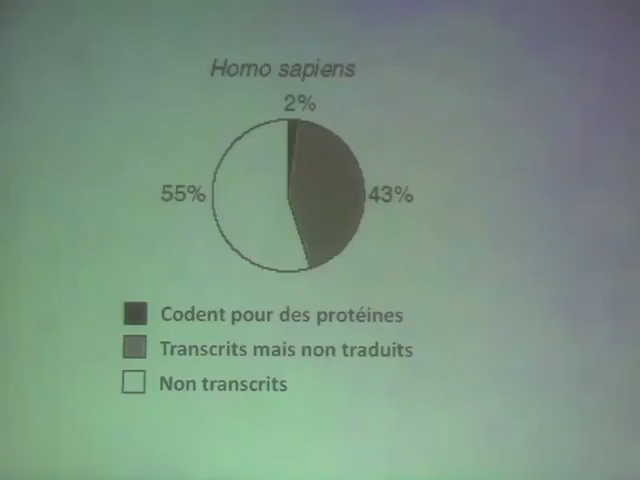 Homo sapiens
2%
55%
43%
Codent pour des protéines
Transcrits mais non traduits
Non transcrits